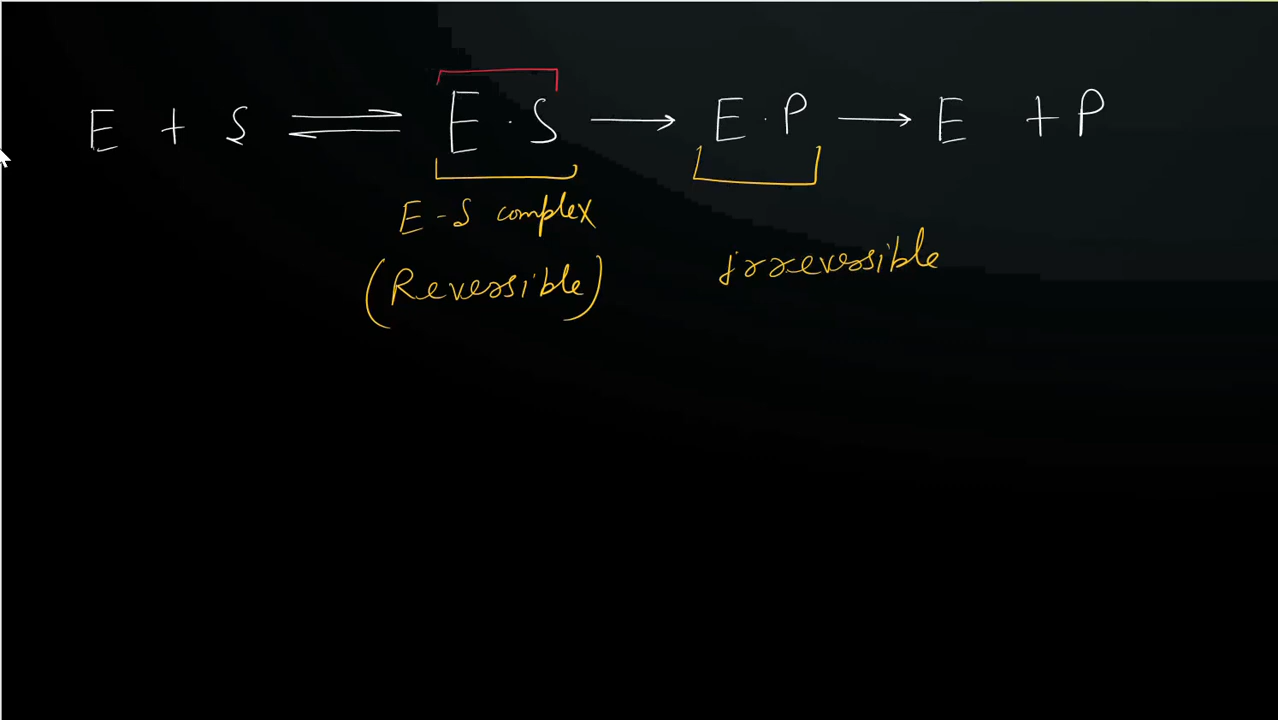 E + S ⇌ E · S → E · P → E + P
E-S complex
(Reversible) irreversible